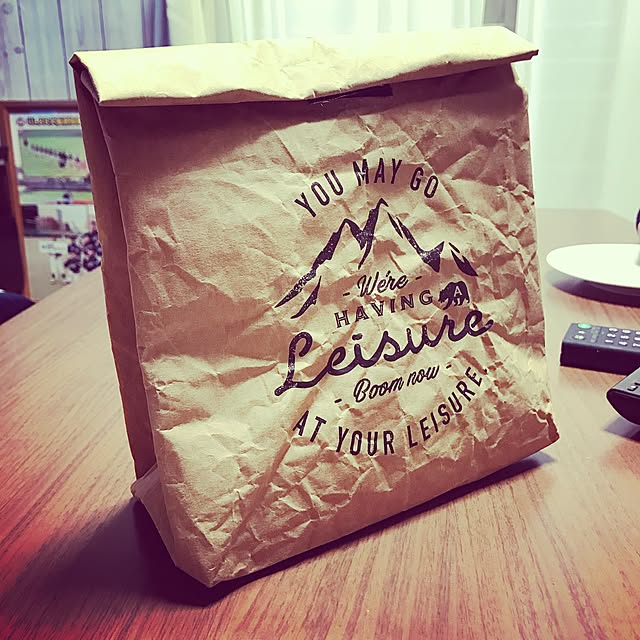 YOU MAY GO
- We're -
HAVING
Leisure
- Boom now -
AT YOUR LEISURE